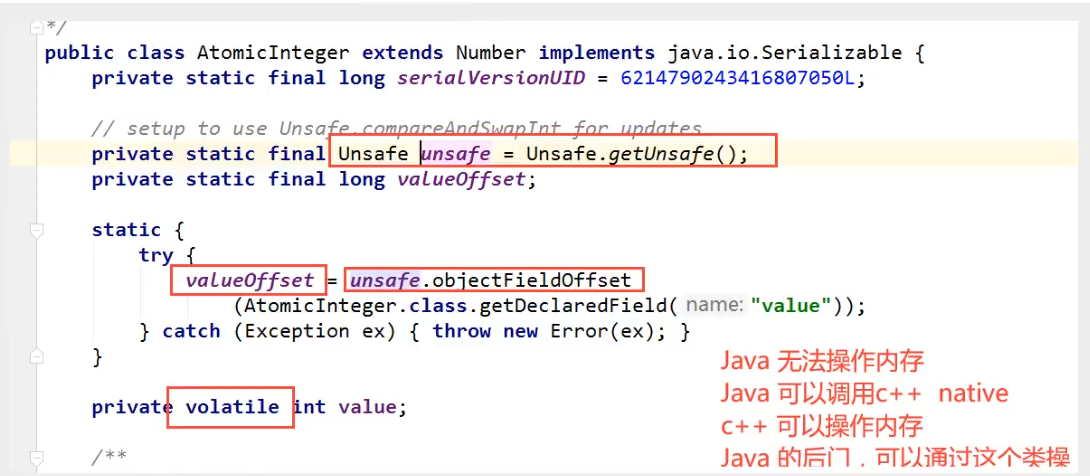 */
public class AtomicInteger extends Number implements java.io.Serializable {
private static final long serialVersionUID = 6214790243416807050L;
// setup to use Unsafe.compareAndSwapInt for updates
private static final Unsafe unsafe = Unsafe.getUnsafe();
private static final long valueOffset;
static {
try {
valueOffset = unsafe.objectFieldOffset
(AtomicInteger.class.getDeclaredField( name: "value"));
} catch (Exception ex) { throw new Error(ex); }
}
Java 无法操作内存
Java 可以调用c++ native
private volatile int value;
c++ 可以操作内存
/**
Java 的后门，可以通过这个类操